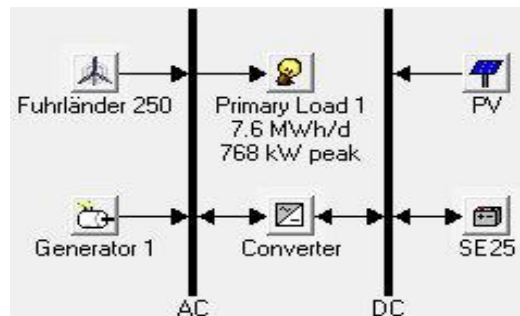 Fuhrländer 250
Primary Load 1
7.6 MWh/d
768 kW peak
PV
Generator 1
Converter
SE25
AC
DC